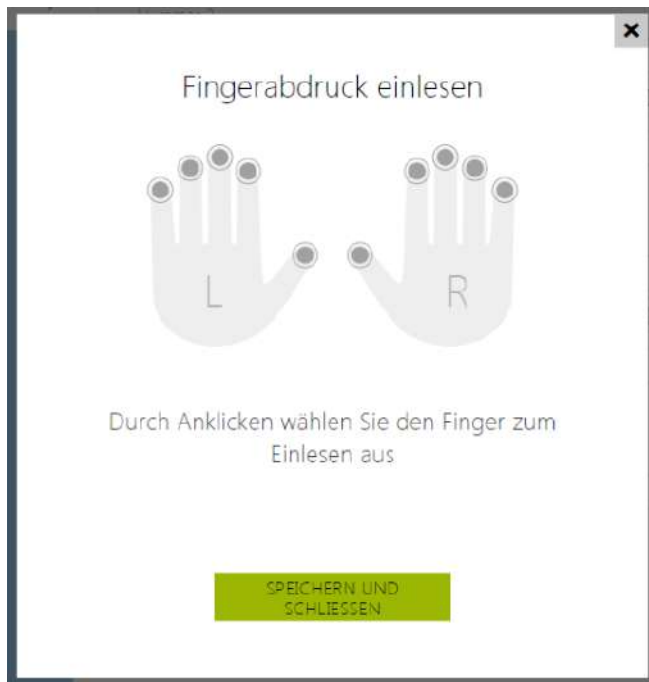 Fingerabdruck einlesen
L
R
Durch Anklicken wählen Sie den Finger zum
Einlesen aus
SPEICHERN UND
SCHLIESSEN